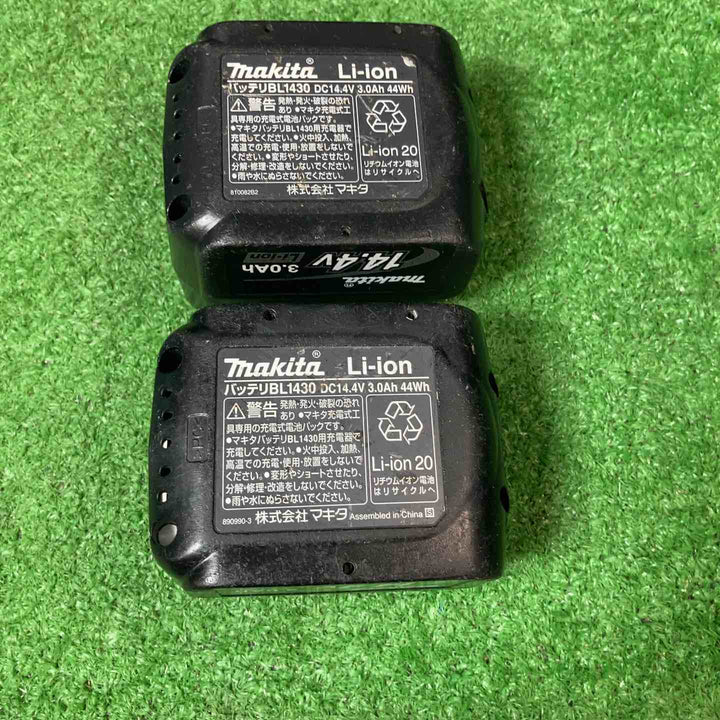 makita® Li-ion
バッテリBL1430 DC14.4V 3.0Ah 44Wh
警告 発熱・発火・破裂の恐れ
あり ●マキタ充電式工
具専用の充電式電池パックです。
●マキタバッテリBL1430用充電器で
充電してください。●火中投入、加熱、
高温での充電・使用・放置をしないで
ください。●変形やショートさせたり、
分解・修理・改造をしないでください。
●雨や水にぬらさないでください。
Li-ion 20
リチウムイオン電池
はリサイクルへ
810082B2 株式会社マキタ
makita®
14.4V
Li-ion
3.0Ah
makita® Li-ion
バッテリBL1430 DC14.4V 3.0Ah 44Wh
警告 発熱・発火・破裂の恐れ
あり ●マキタ充電式工
具専用の充電式電池パックです。
●マキタバッテリBL1430用充電器で
充電してください。●火中投入、加熱、
高温での充電・使用・放置をしないで
ください。●変形やショートさせたり、
分解・修理・改造をしないでください。
●雨や水にぬらさないでください。
Li-ion 20
リチウムイオン電池
はリサイクルへ
890990-3 株式会社マキタ Assembled in China S